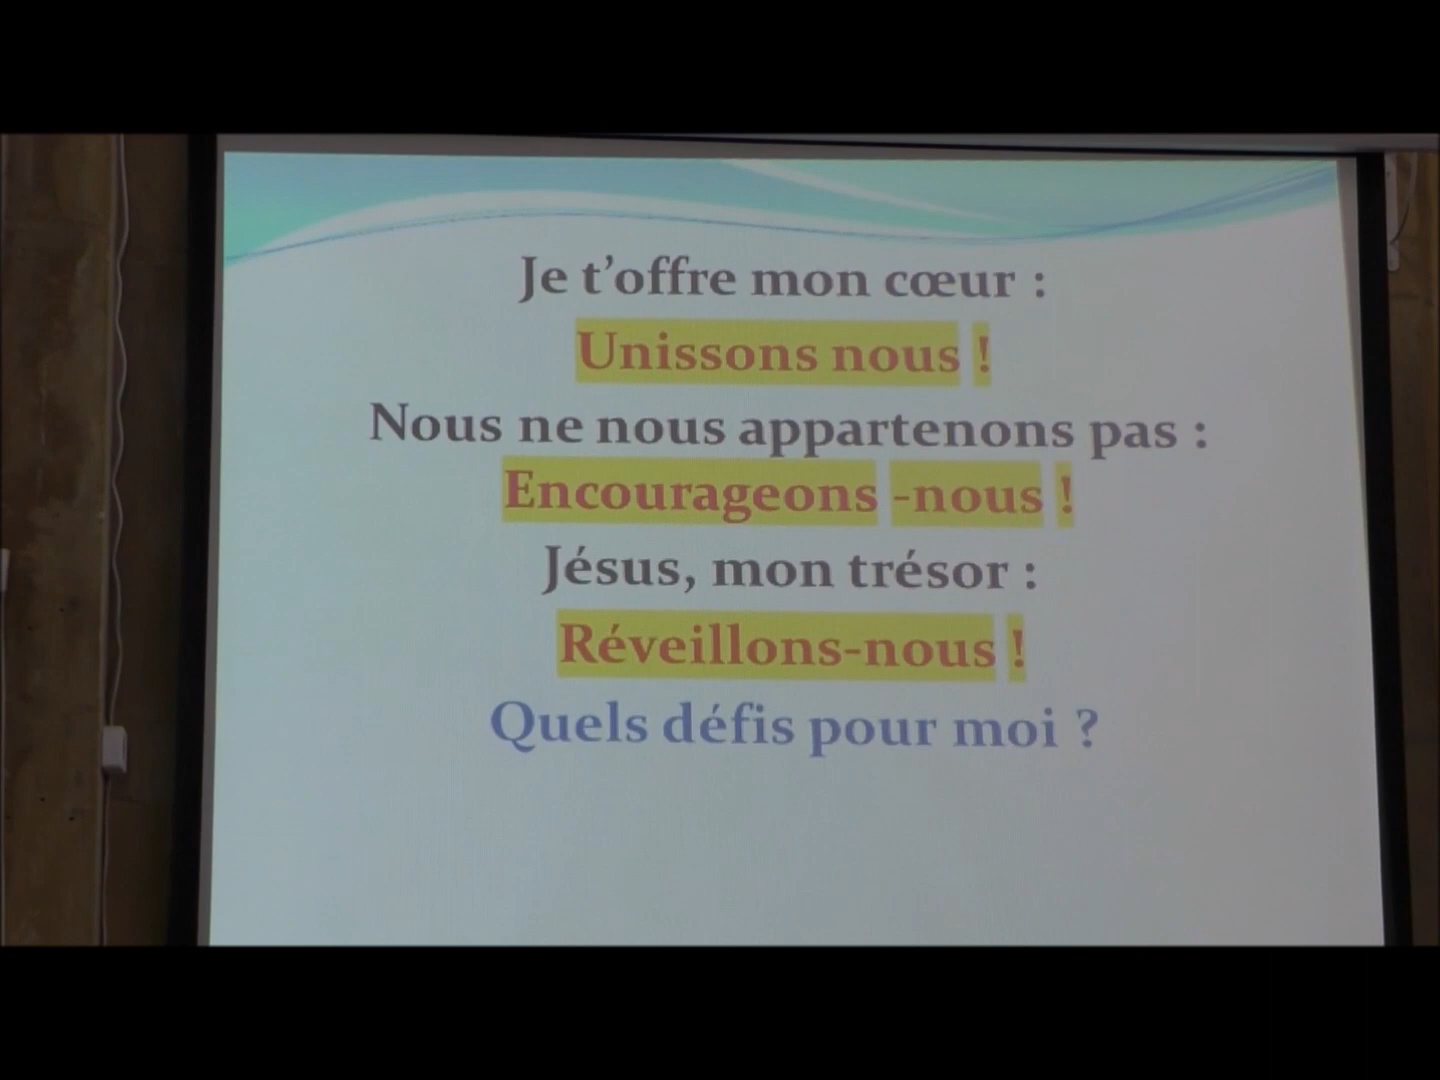 Je t’offre mon cœur :
Unissons nous !
Nous ne nous appartenons pas :
Encourageons -nous !
Jésus, mon trésor :
Réveillons-nous !
Quels défis pour moi ?